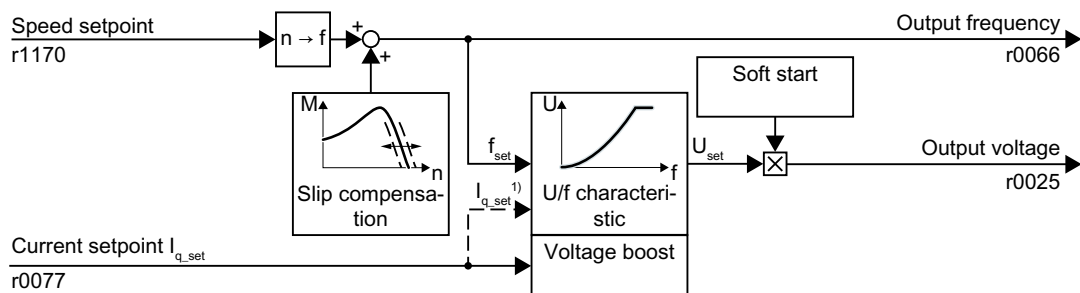 Speed setpoint
r1170
n → f
+
+
Output frequency
r0066
Soft start
M
n
Slip compensa-
tion
U
f
U/f characteri-
stic
f_set
I_q_set 1)
U_set
×
Output voltage
r0025
Current setpoint I_q_set
r0077
Voltage boost